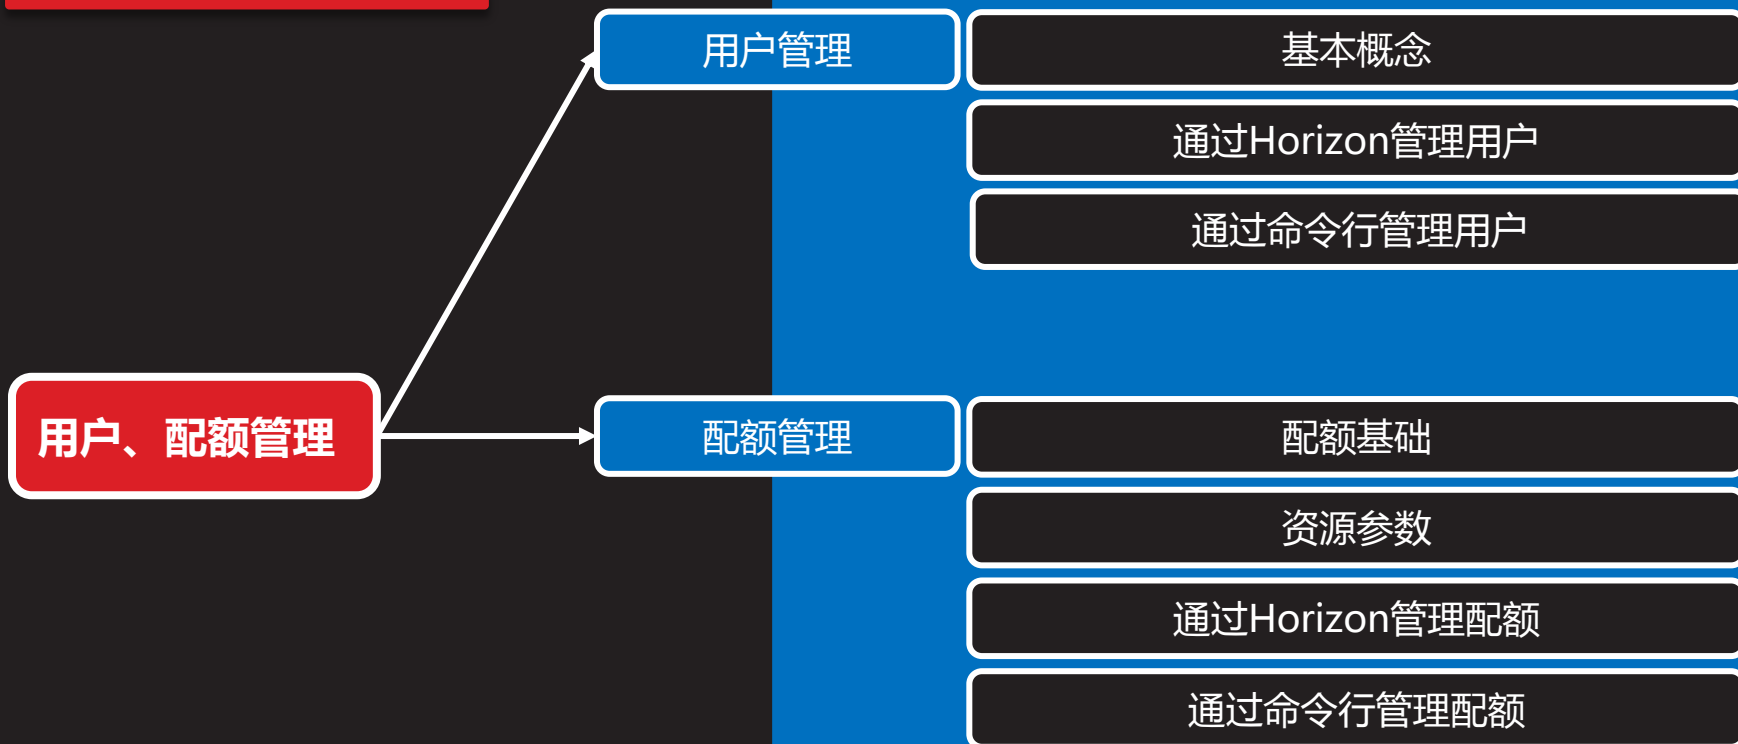 用户管理
基本概念
通过Horizon管理用户
通过命令行管理用户
用户、配额管理
配额管理
配额基础
资源参数
通过Horizon管理配额
通过命令行管理配额